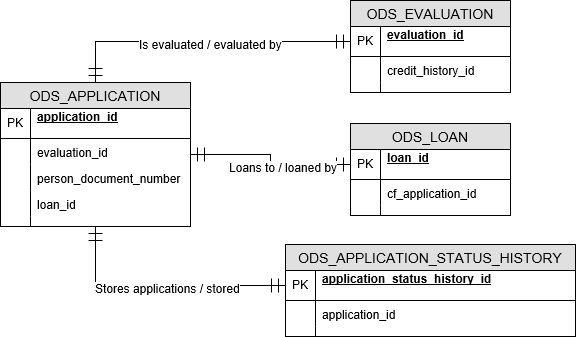 ODS_EVALUATION
PK evaluation_id
credit_history_id
Is evaluated / evaluated by
ODS_APPLICATION
PK application_id
evaluation_id
person_document_number
loan_id
Loans to / loaned by
ODS_LOAN
PK loan_id
cf_application_id
Stores applications / stored
ODS_APPLICATION_STATUS_HISTORY
PK application_status_history_id
application_id